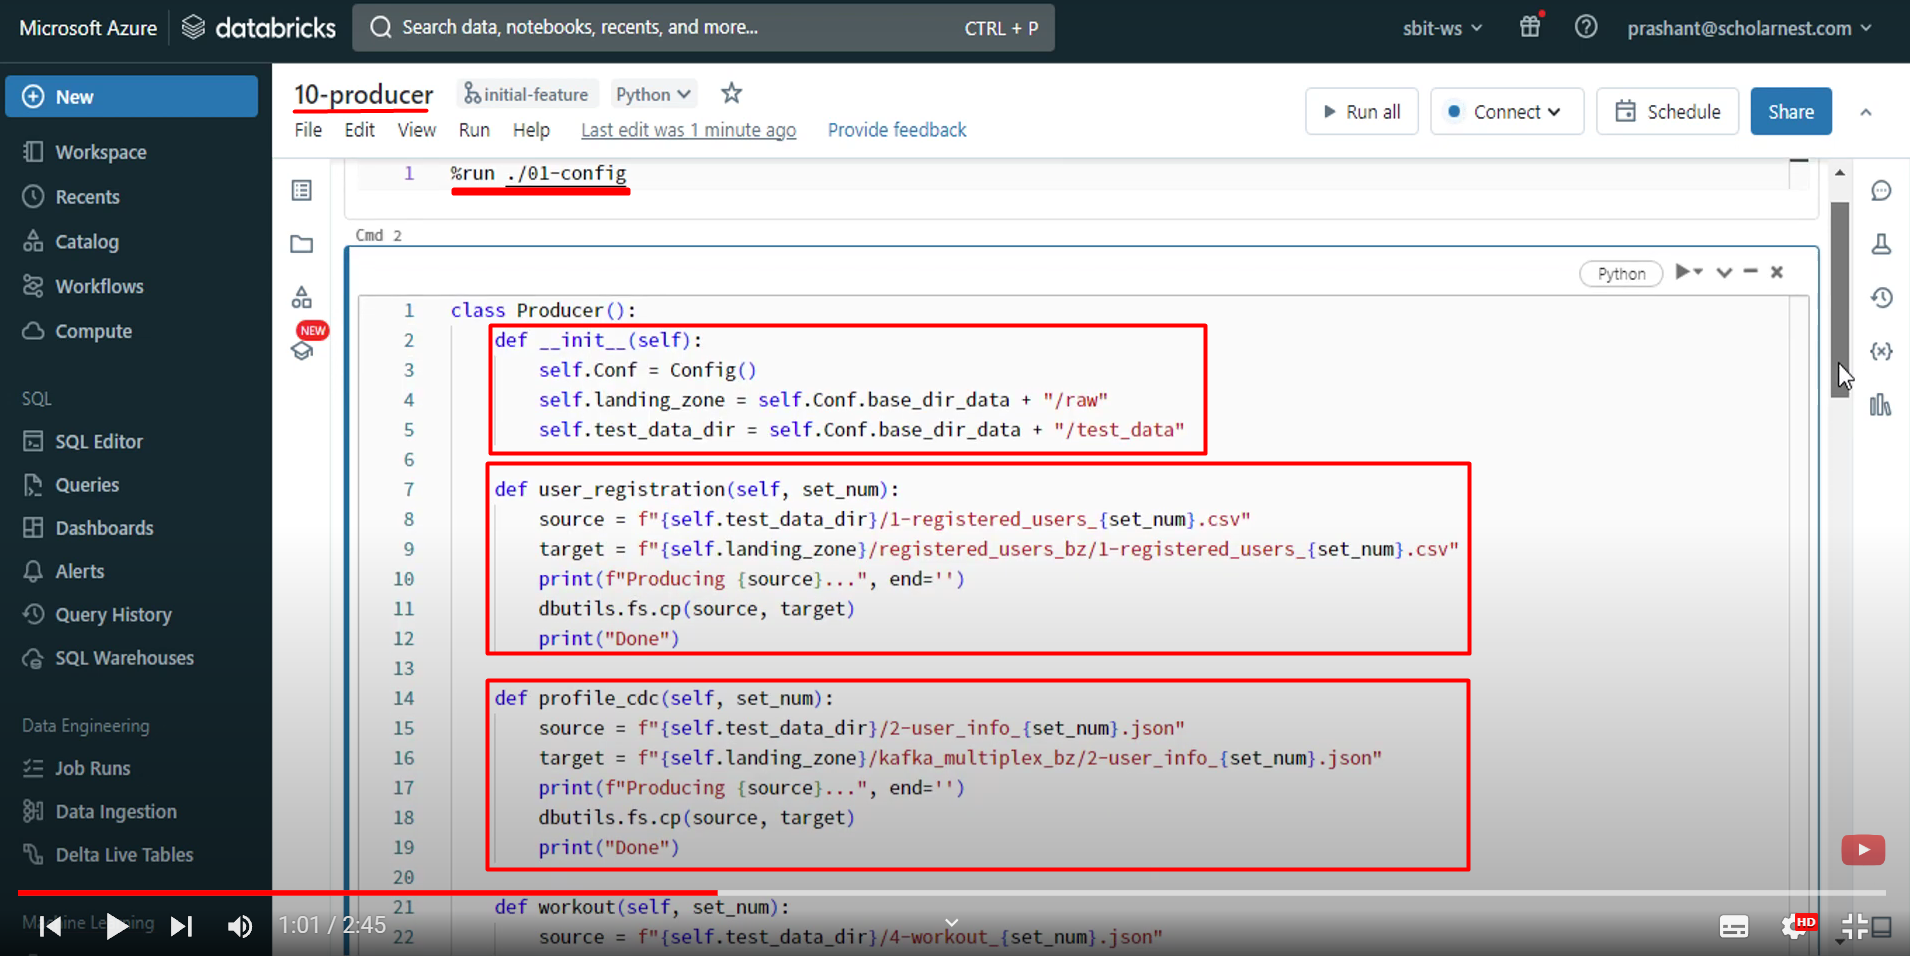 Microsoft Azure databricks Search data, notebooks, recents, and more... CTRL + P sbit-ws prashant@scholarnest.com
New
Workspace
Recents
Catalog
Workflows
Compute
SQL
SQL Editor
Queries
Dashboards
Alerts
Query History
SQL Warehouses
Data Engineering
Job Runs
Data Ingestion
Delta Live Tables
10-producer initial-feature Python
File Edit View Run Help Last edit was 1 minute ago Provide feedback
Run all Connect Schedule Share
NEW
1 %run ./01-config
Cmd 2
Python
1 class Producer():
2 def __init__(self):
3 self.Conf = Config()
4 self.landing_zone = self.Conf.base_dir_data + "/raw"
5 self.test_data_dir = self.Conf.base_dir_data + "/test_data"
6
7 def user_registration(self, set_num):
8 source = f"{self.test_data_dir}/1-registered_users_{set_num}.csv"
9 target = f"{self.landing_zone}/registered_users_bz/1-registered_users_{set_num}.csv"
10 print(f"Producing {source}...", end='')
11 dbutils.fs.cp(source, target)
12 print("Done")
13
14 def profile_cdc(self, set_num):
15 source = f"{self.test_data_dir}/2-user_info_{set_num}.json"
16 target = f"{self.landing_zone}/kafka_multiplex_bz/2-user_info_{set_num}.json"
17 print(f"Producing {source}...", end='')
18 dbutils.fs.cp(source, target)
19 print("Done")
20
21 def workout(self, set_num):
22 source = f"{self.test_data_dir}/4-workout_{set_num}.json"
1:01 / 2:45
HD